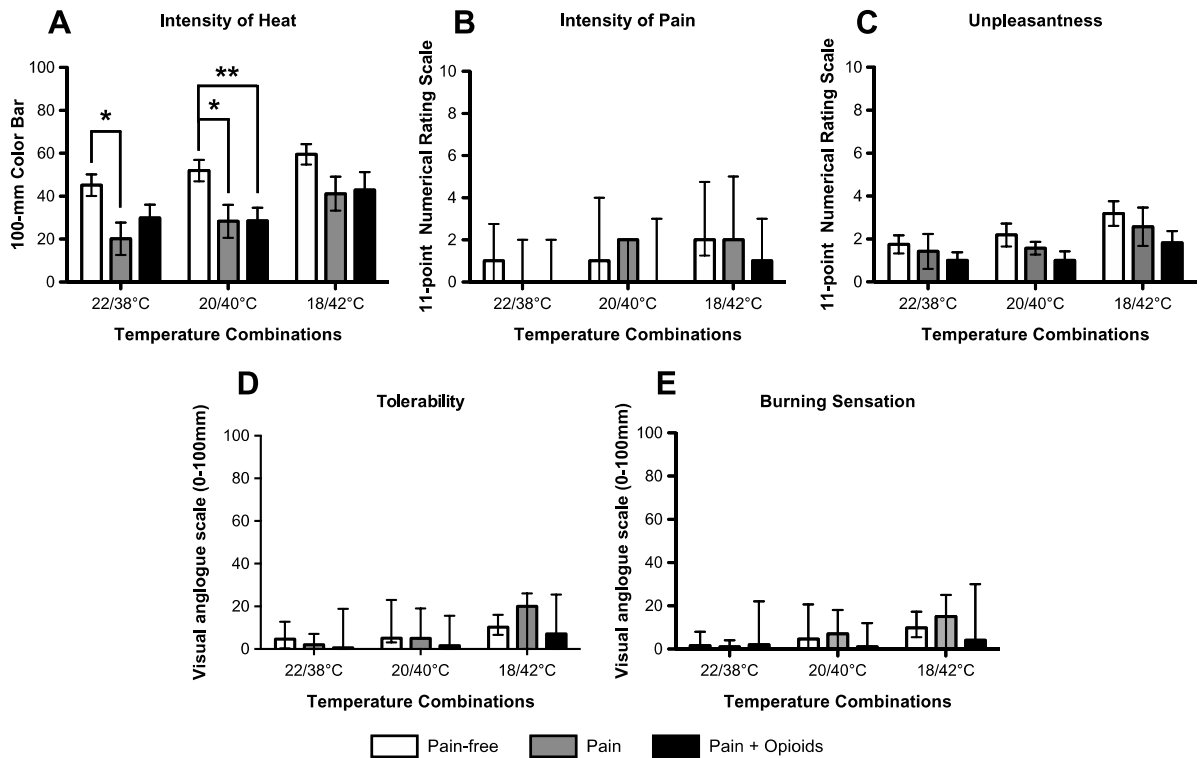 A Intensity of Heat
100-mm Color Bar
100
80
60
40
20
0
* ** *
22/38°C 20/40°C 18/42°C
Temperature Combinations
B Intensity of Pain
11-point Numerical Rating Scale
10
8
6
4
2
0
22/38°C 20/40°C 18/42°C
Temperature Combinations
C Unpleasantness
11-point Numerical Rating Scale
10
8
6
4
2
0
22/38°C 20/40°C 18/42°C
Temperature Combinations
D Tolerability
Visual anglogue scale (0-100mm)
100
80
60
40
20
0
22/38°C 20/40°C 18/42°C
Temperature Combinations
E Burning Sensation
Visual analogue scale (0-100mm)
100
80
60
40
20
0
22/38°C 20/40°C 18/42°C
Temperature Combinations
Pain-free Pain Pain + Opioids